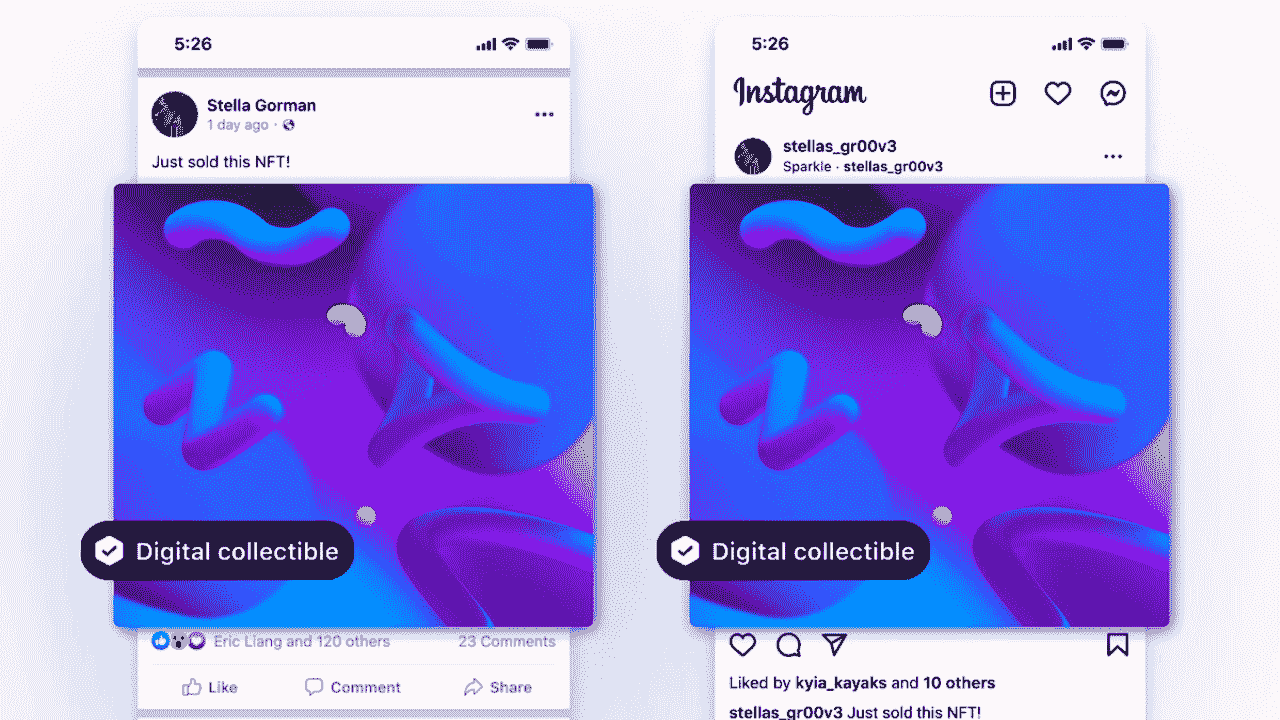 5:26
Stella Gorman
1 day ago ·
Just sold this NFT!
Digital collectible
Eric Liang and 120 others 23 Comments
Like Comment Share
5:26
Instagram
stellas_gr00v3
Sparkle · stellas_gr00v3
Digital collectible
Liked by kyia_kayaks and 10 others
stellas_gr00v3 Just sold this NFT!